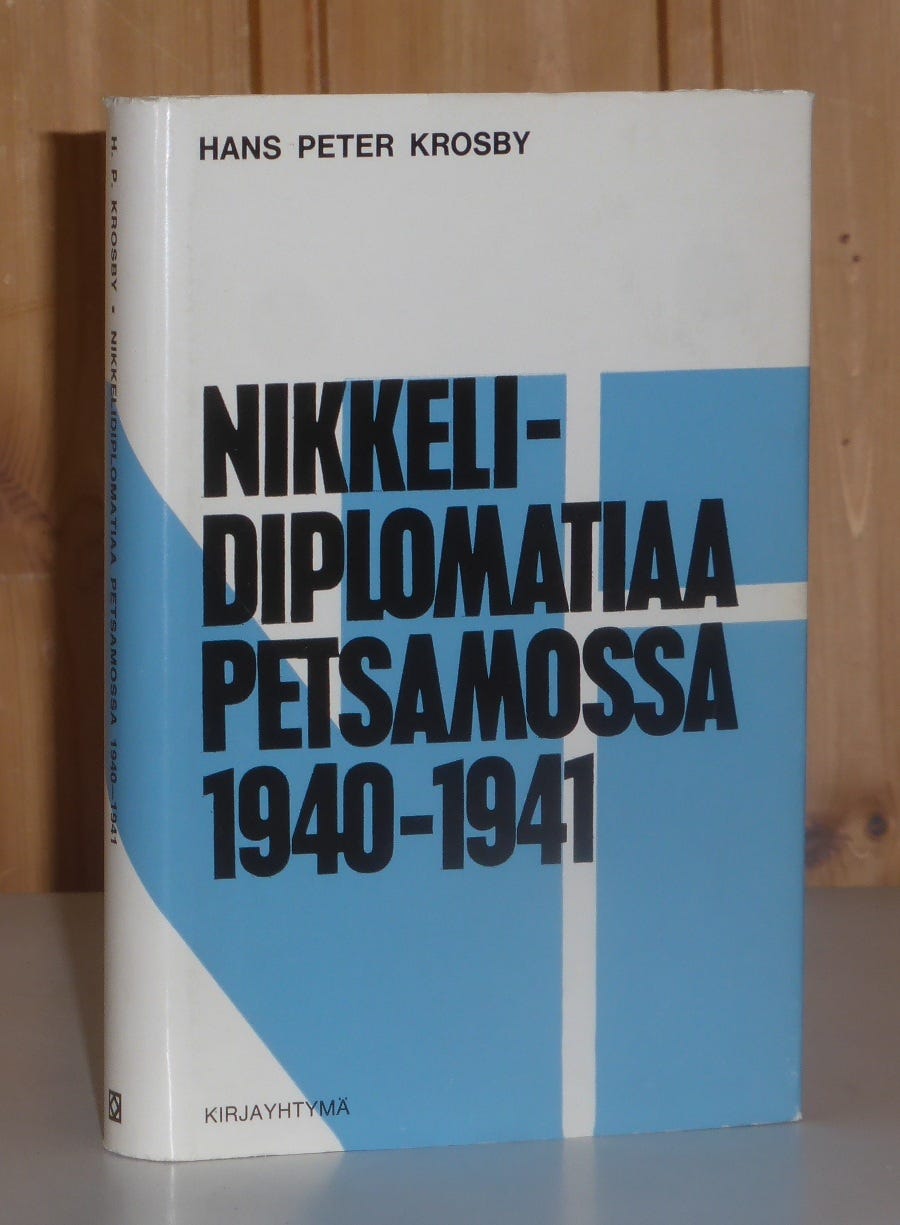 HANS PETER KROSBY
NIKKELI-
DIPLOMATIAA
PETSAMOSSA
1940-1941
KIRJAYHTYMÄ
H. P. KROSBY • NIKKELIDIPLOMATIAA PETSAMOSSA 1940-1941